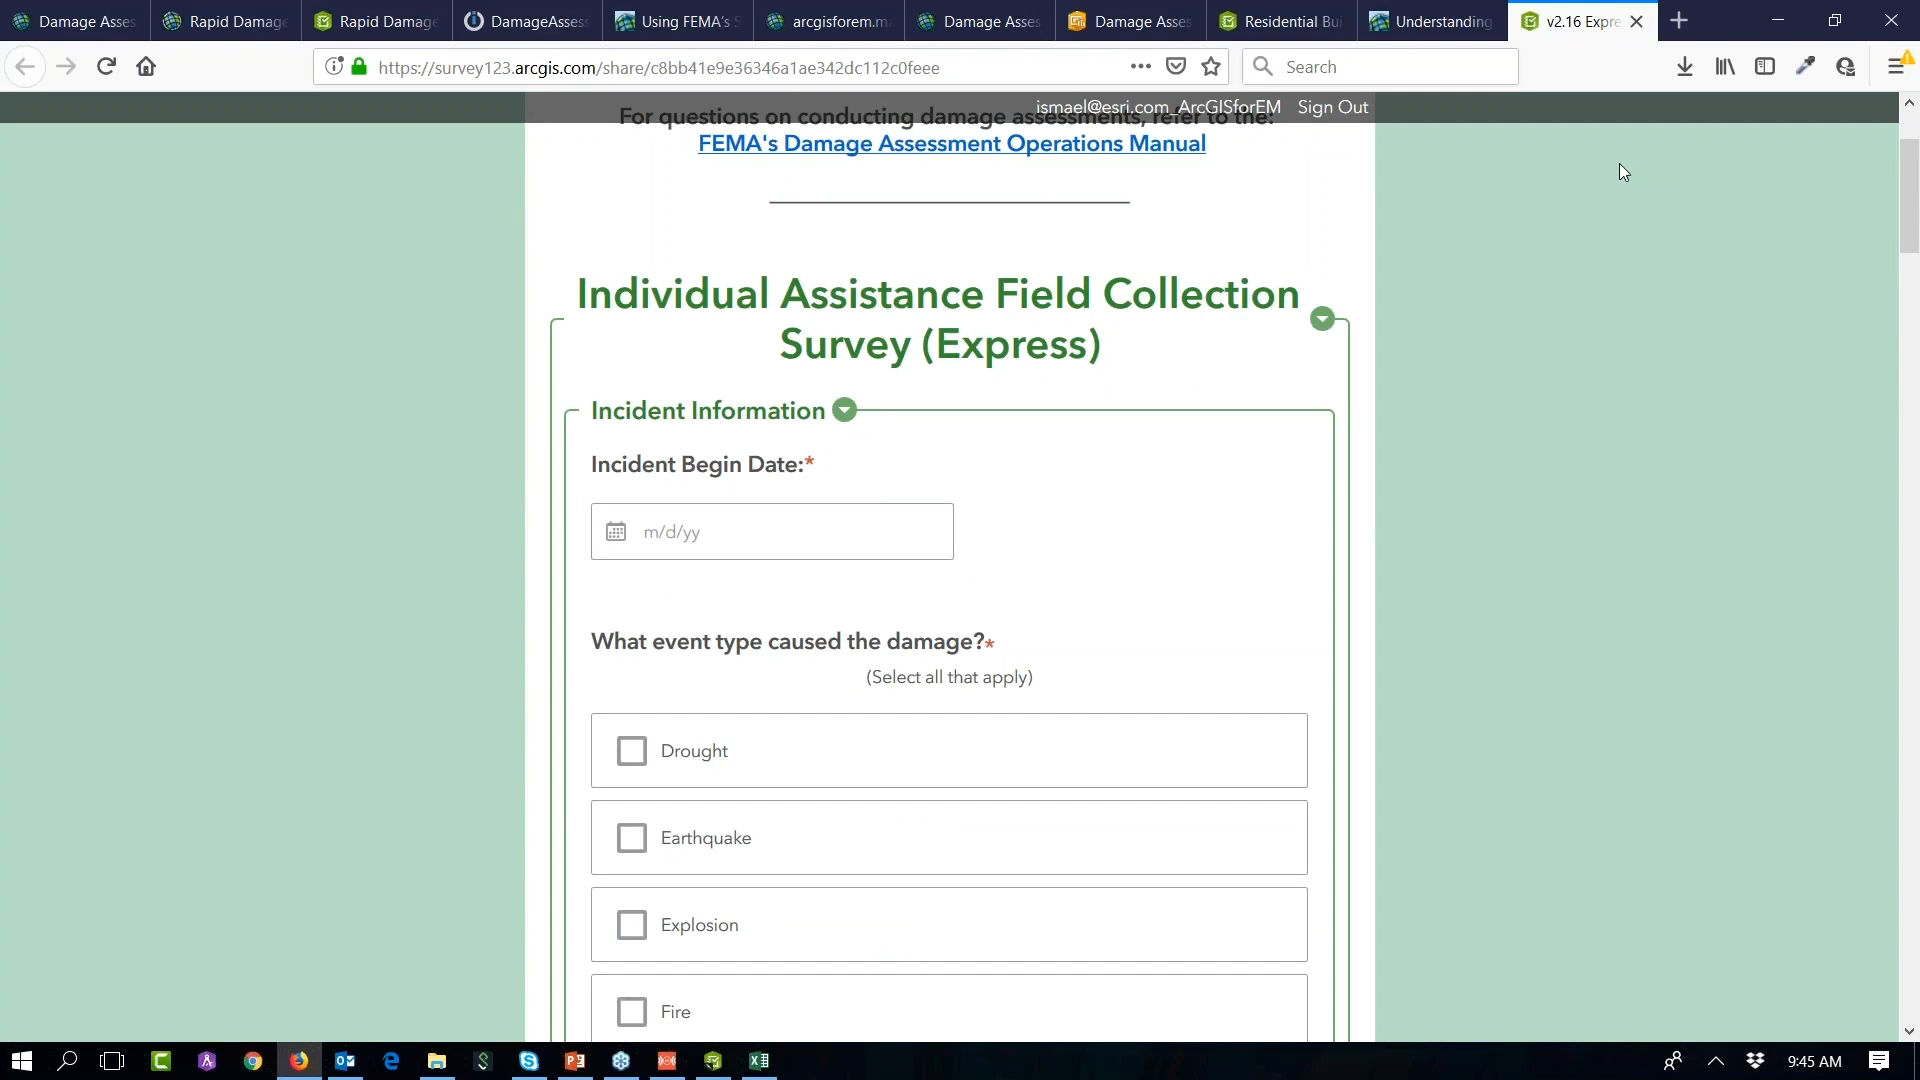 Damage Asses
Rapid Damage
Rapid Damage
DamageAssess
Using FEMA's S
arcgisforem.ma
Damage Asses
Damage Asses
Residential Bu
Understanding
v2.16 Expre
https://survey123.arcgis.com/share/c8bb41e9e36346a1ae342dc112c0feee
Search
ismael@esri.com_ArcGISforEM Sign Out
For questions on conducting damage assessments, refer to the:
FEMA's Damage Assessment Operations Manual
Individual Assistance Field Collection
Survey (Express)
Incident Information
Incident Begin Date:*
m/d/yy
What event type caused the damage?*
(Select all that apply)
Drought
Earthquake
Explosion
Fire
9:45 AM